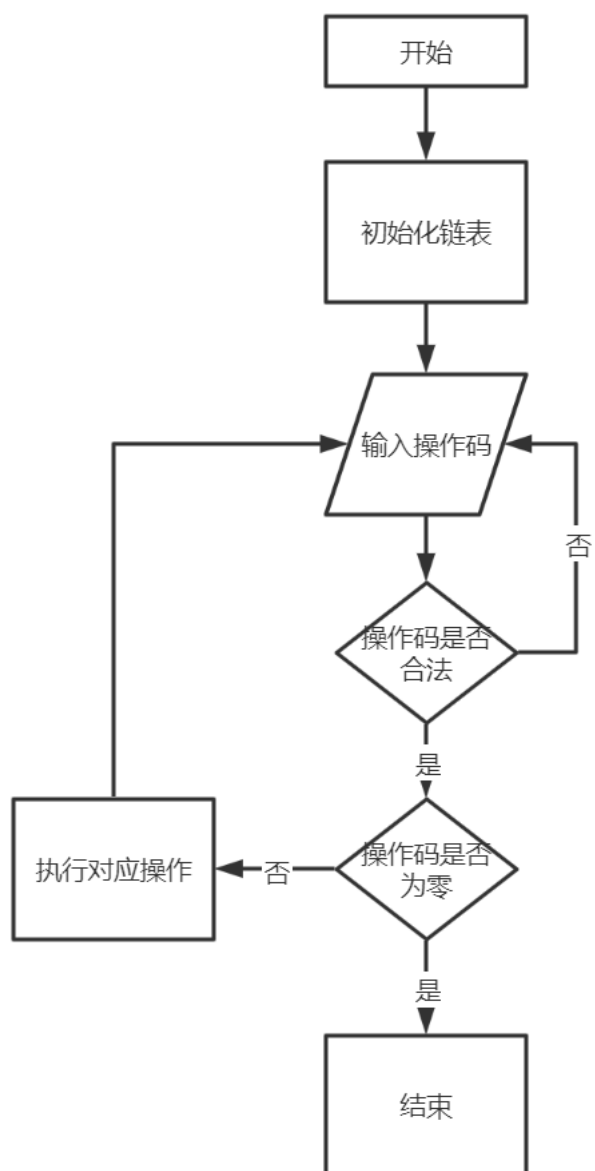 开始
初始化链表
输入操作码
否
操作码是否
合法
是
操作码是否
为零
否
执行对应操作
是
结束